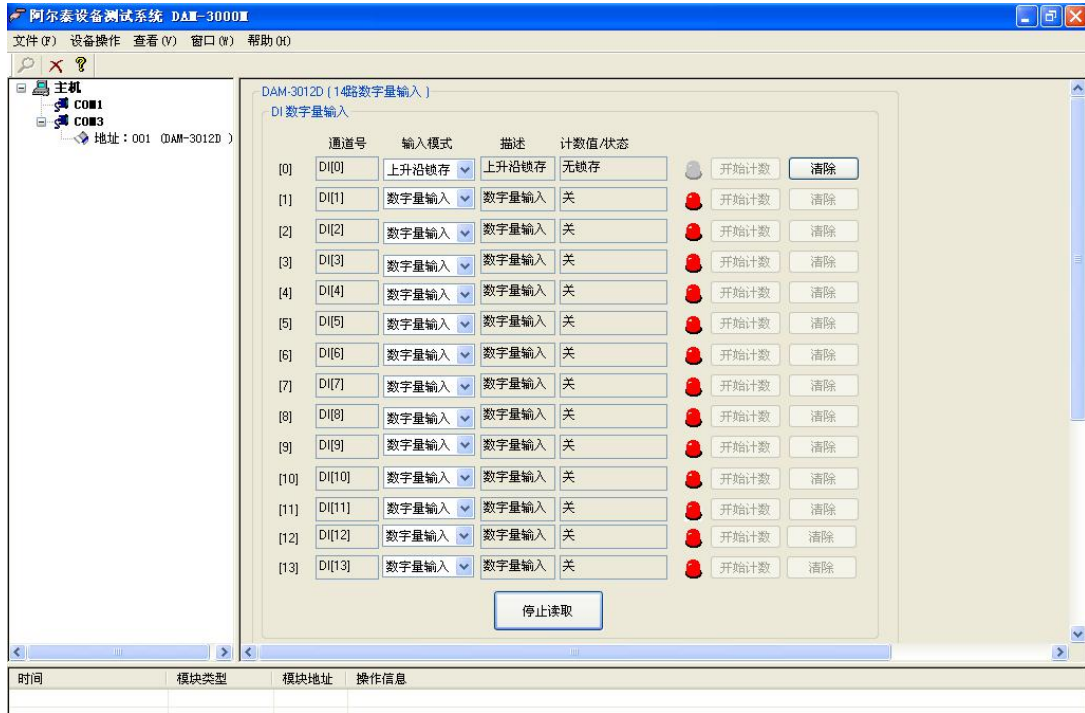 阿尔泰设备测试系统 DAM-3000M
文件(F) 设备操作 查看(V) 窗口(W) 帮助(H)
主机
COM1
COM3
地址：001 (DAM-3012D )
DAM-3012D ( 14路数字量输入 )
DI 数字量输入
通道号 输入模式 描述 计数值/状态
[0] DI[0] 上升沿锁存 上升沿锁存 无锁存 开始计数 清除
[1] DI[1] 数字量输入 数字量输入 关 开始计数 清除
[2] DI[2] 数字量输入 数字量输入 关 开始计数 清除
[3] DI[3] 数字量输入 数字量输入 关 开始计数 清除
[4] DI[4] 数字量输入 数字量输入 关 开始计数 清除
[5] DI[5] 数字量输入 数字量输入 关 开始计数 清除
[6] DI[6] 数字量输入 数字量输入 关 开始计数 清除
[7] DI[7] 数字量输入 数字量输入 关 开始计数 清除
[8] DI[8] 数字量输入 数字量输入 关 开始计数 清除
[9] DI[9] 数字量输入 数字量输入 关 开始计数 清除
[10] DI[10] 数字量输入 数字量输入 关 开始计数 清除
[11] DI[11] 数字量输入 数字量输入 关 开始计数 清除
[12] DI[12] 数字量输入 数字量输入 关 开始计数 清除
[13] DI[13] 数字量输入 数字量输入 关 开始计数 清除
停止读取
时间 模块类型 模块地址 操作信息